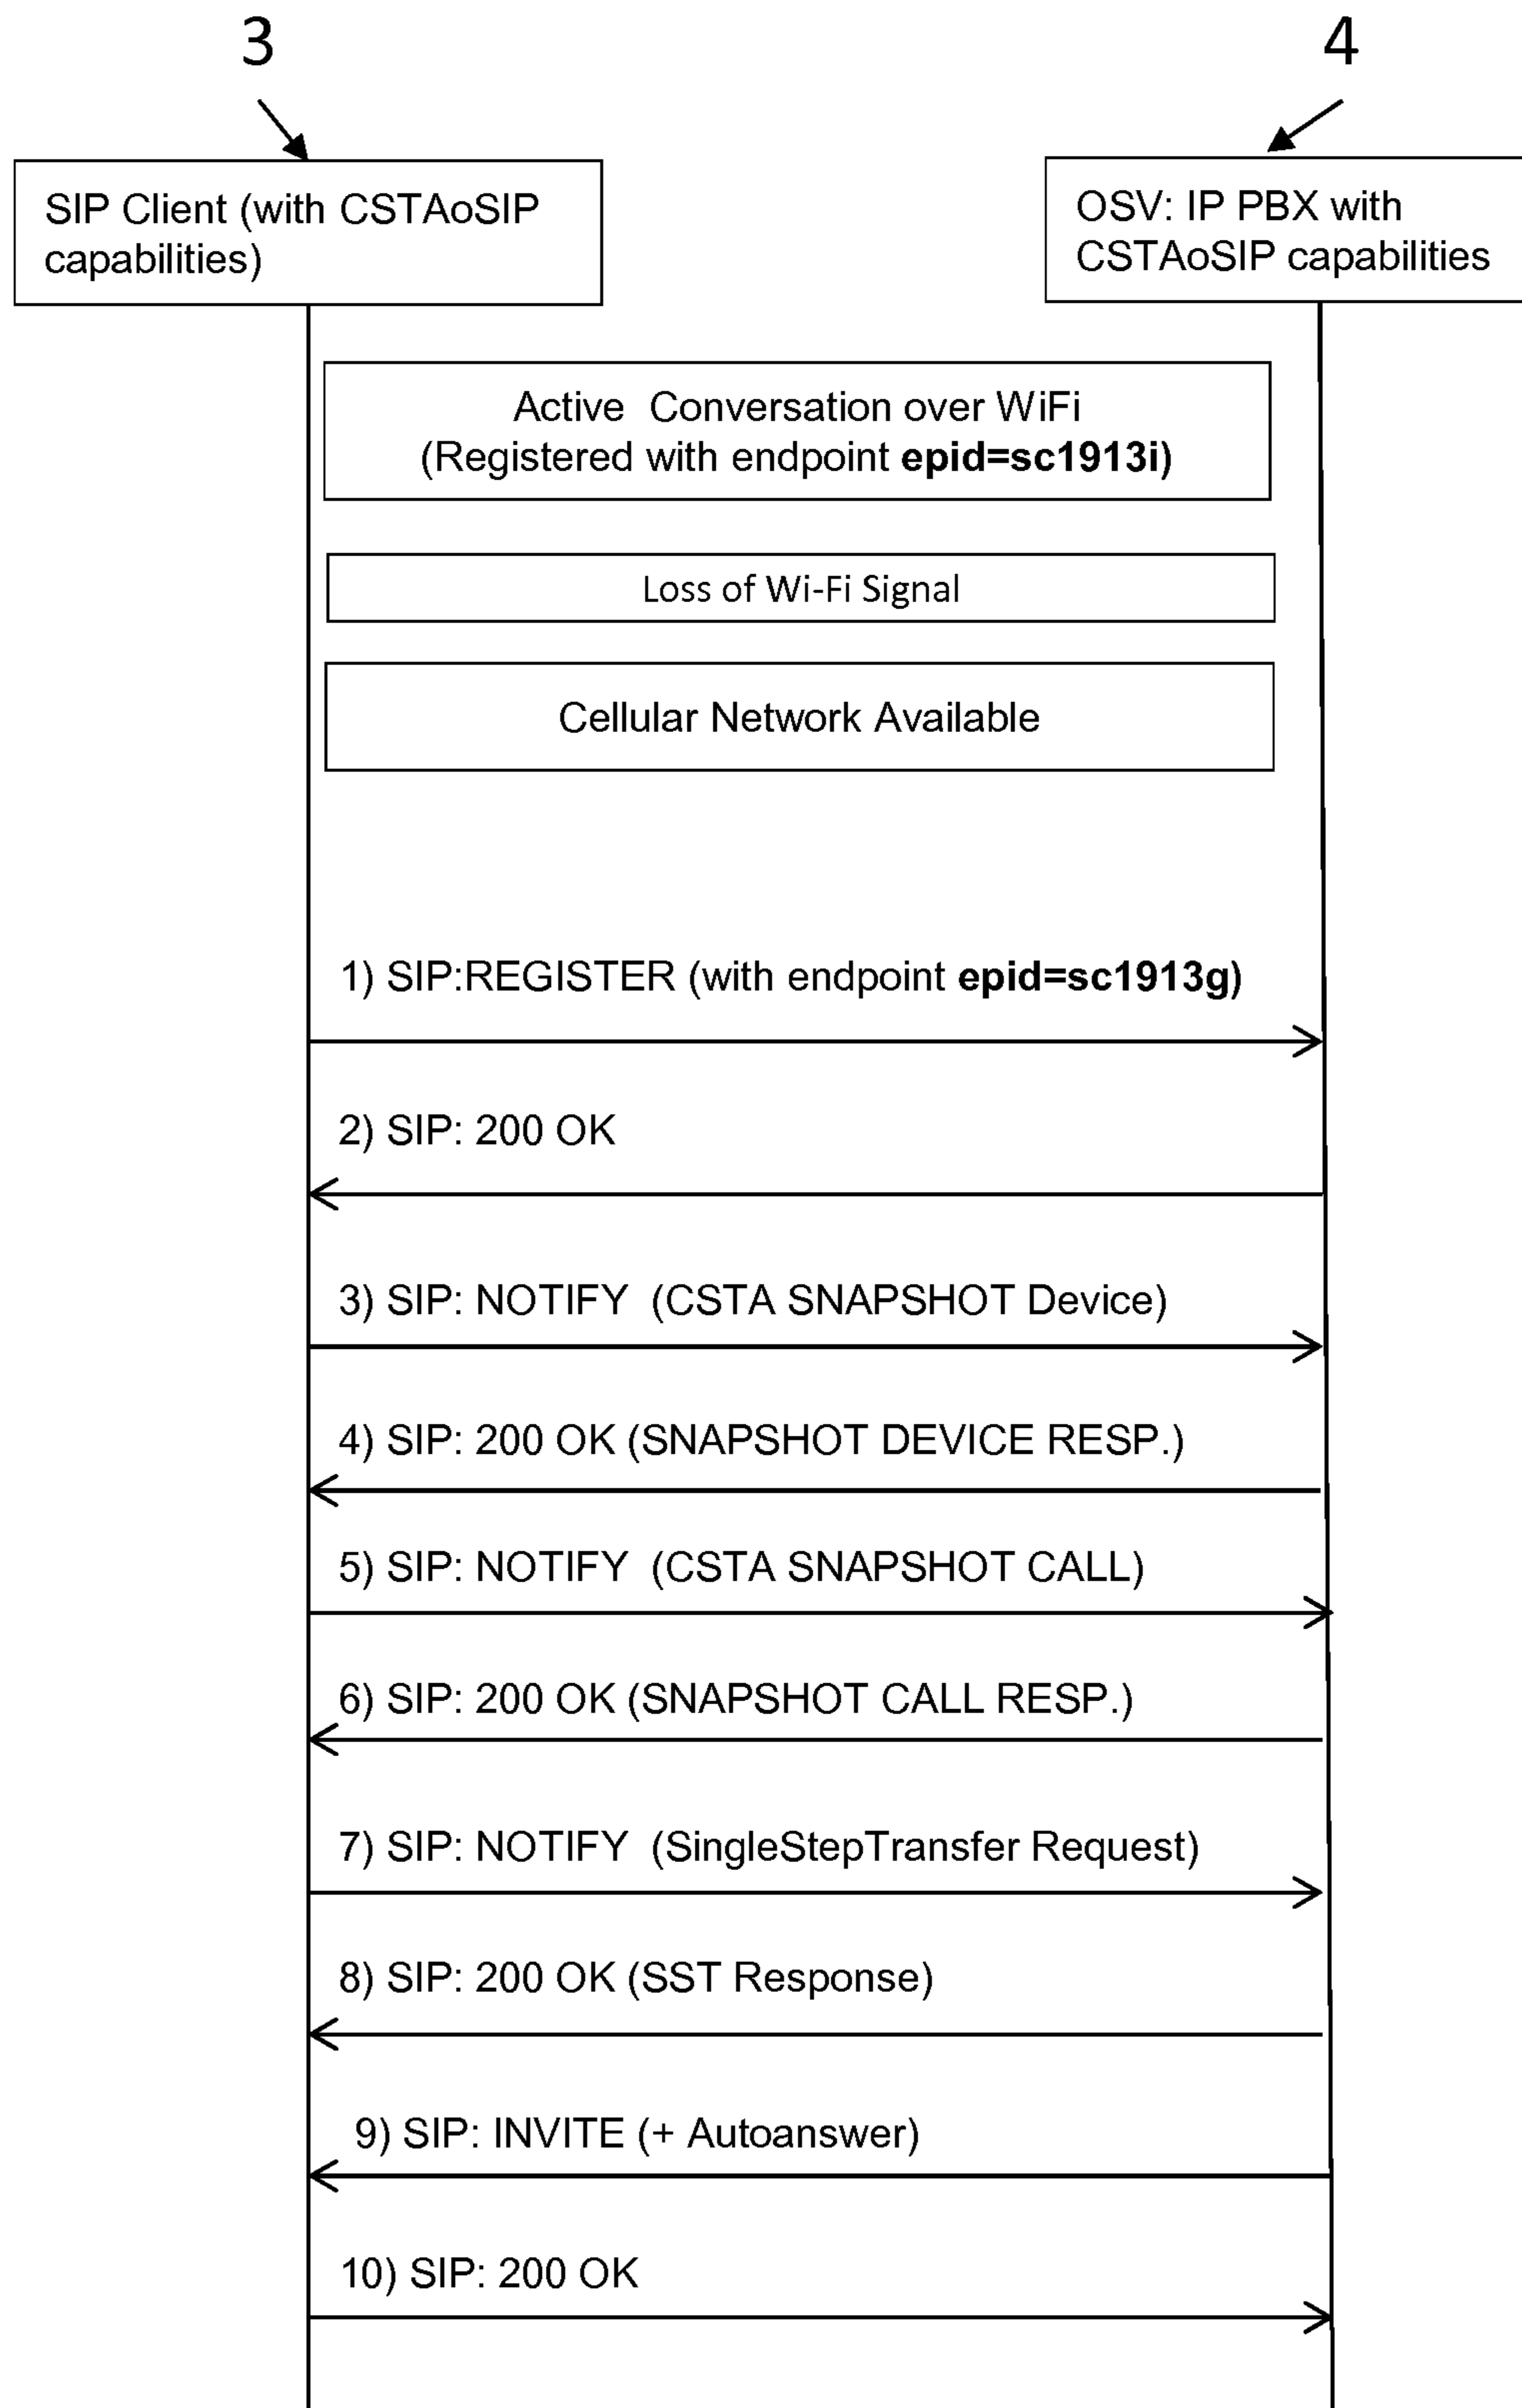 3
4
SIP Client (with CSTAoSIP
capabilities)
OSV: IP PBX with
CSTAoSIP capabilities
Active Conversation over WiFi
(Registered with endpoint epid=sc1913i)
Loss of Wi-Fi Signal
Cellular Network Available
1) SIP:REGISTER (with endpoint epid=sc1913g)
2) SIP: 200 OK
3) SIP: NOTIFY (CSTA SNAPSHOT Device)
4) SIP: 200 OK (SNAPSHOT DEVICE RESP.)
5) SIP: NOTIFY (CSTA SNAPSHOT CALL)
6) SIP: 200 OK (SNAPSHOT CALL RESP.)
7) SIP: NOTIFY (SingleStepTransfer Request)
8) SIP: 200 OK (SST Response)
9) SIP: INVITE (+ Autoanswer)
10) SIP: 200 OK